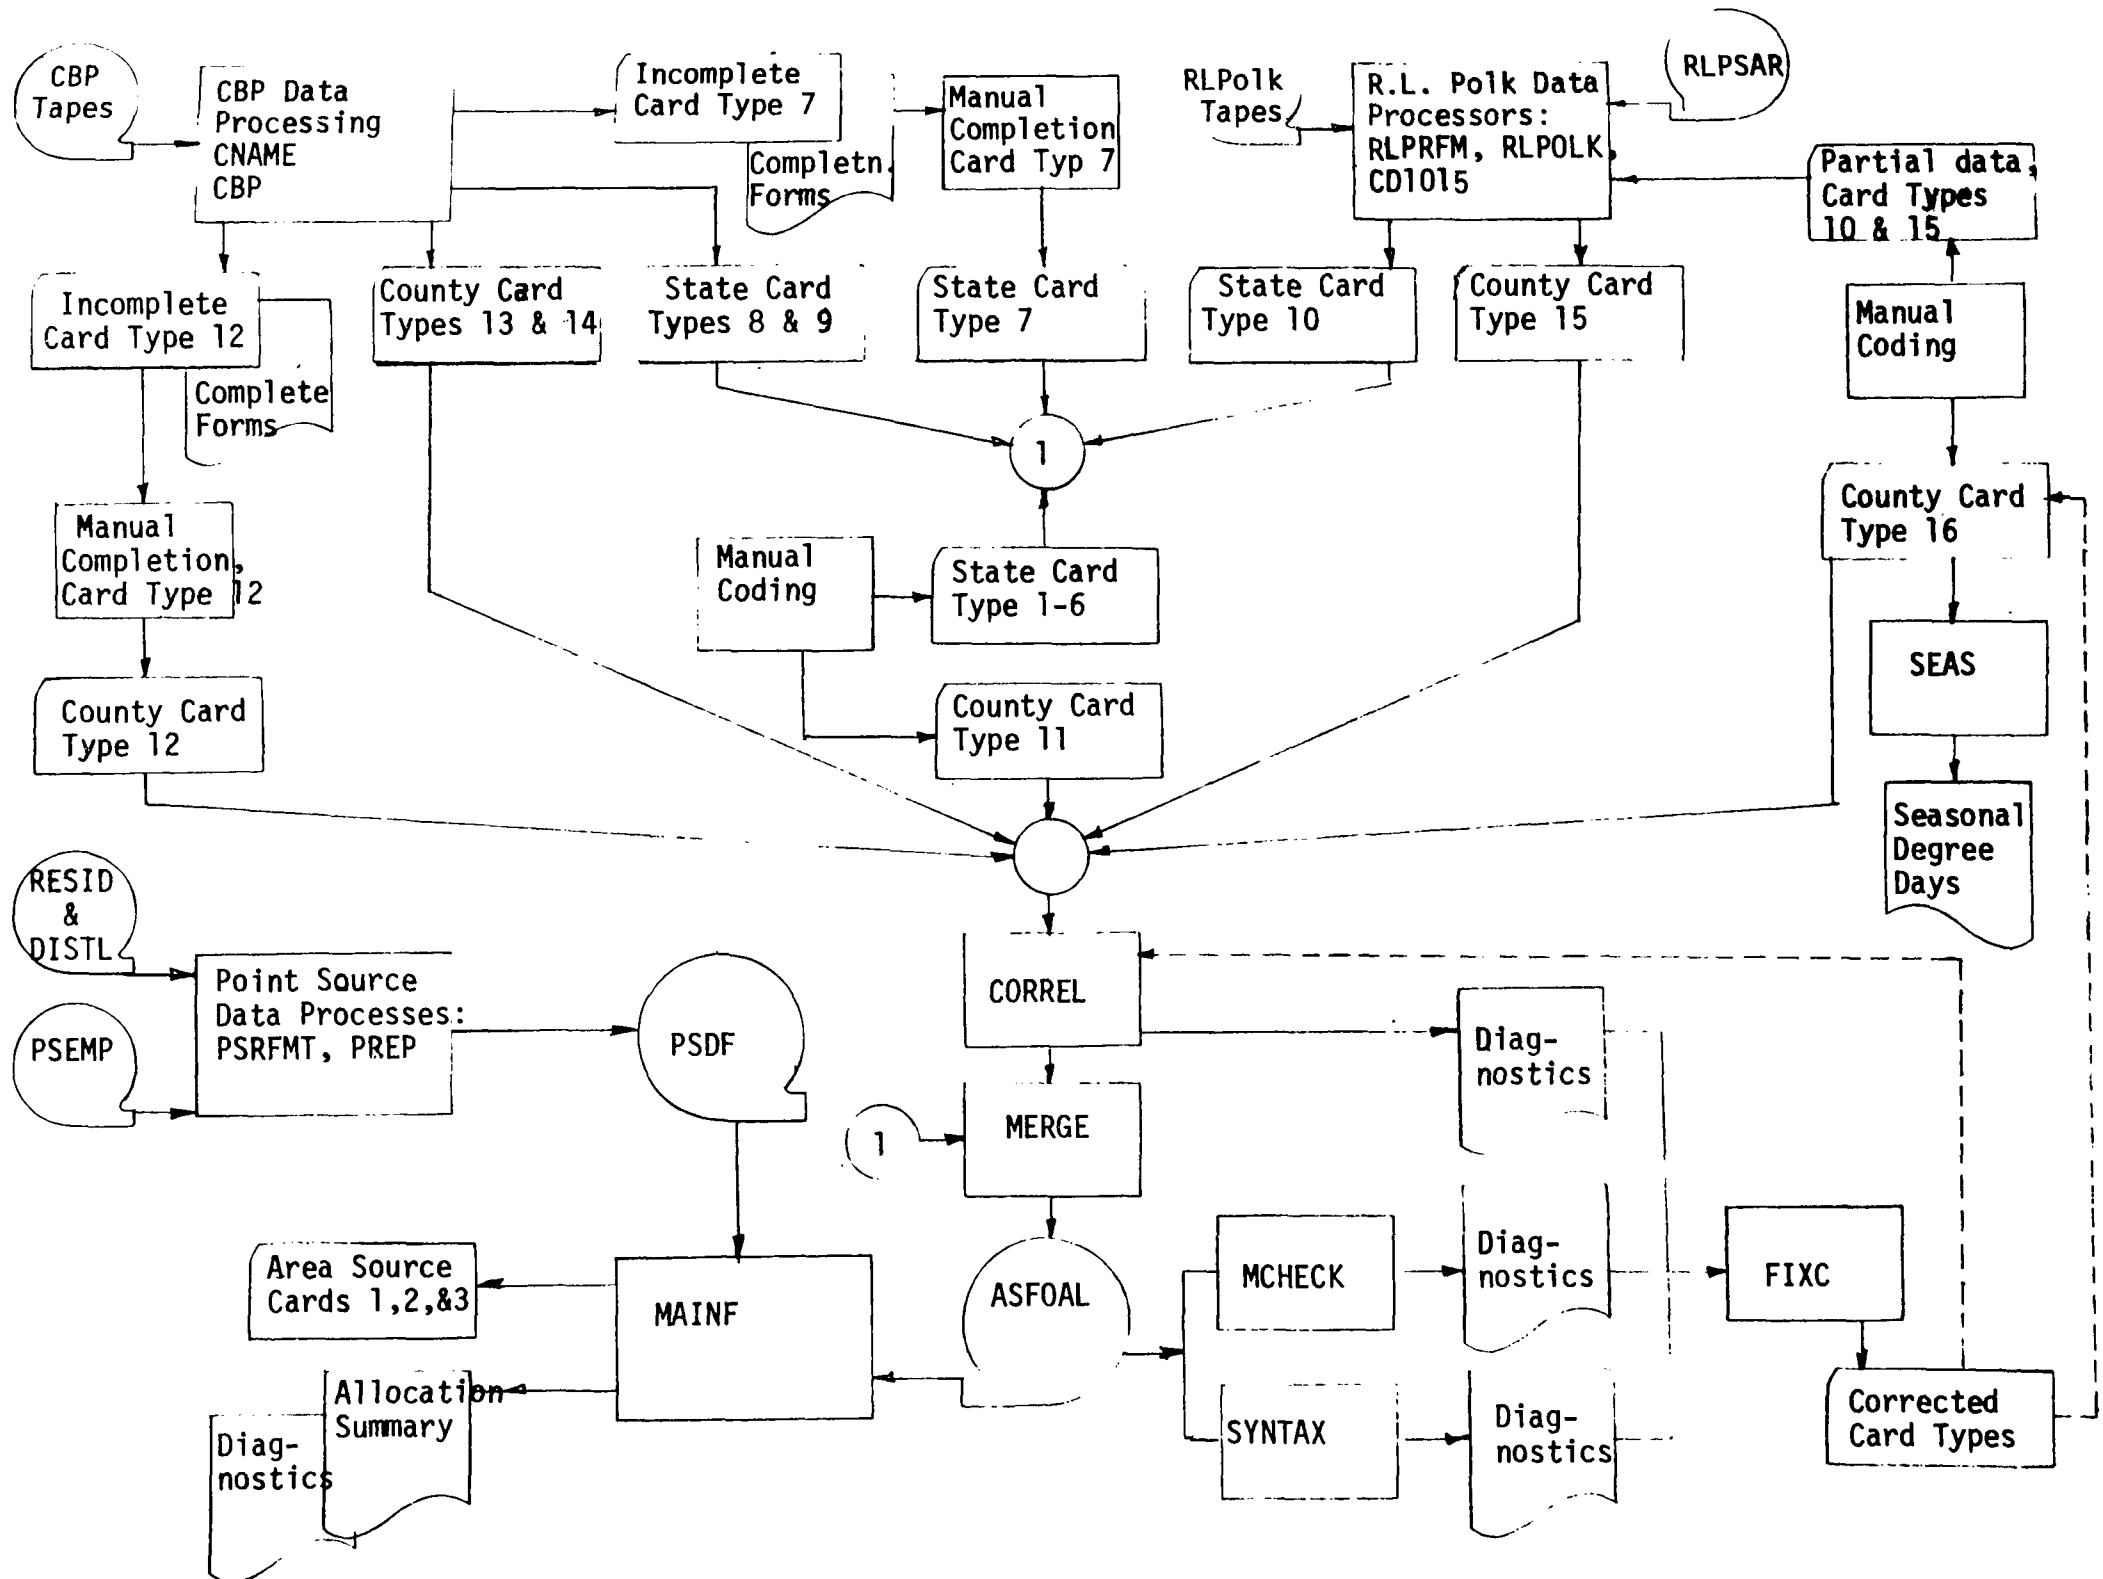 CBP
Tapes
CBP Data
Processing
CNAME
CBP
Incomplete
Card Type 7
Completn.
Forms
Manual
Completion
Card Typ 7
RLPolk
Tapes
R.L. Polk Data
Processors:
RLPRFM, RLPOLK,
CD1015
RLPSAR
Partial data,
Card Types
10 & 15
Incomplete
Card Type 12
Complete
Forms
County Card
Types 13 & 14
State Card
Types 8 & 9
State Card
Type 7
State Card
Type 10
County Card
Type 15
Manual
Coding
1
Manual
Completion,
Card Type 12
Manual
Coding
State Card
Type 1-6
County Card
Type 16
SEAS
County Card
Type 12
County Card
Type 11
Seasonal
Degree
Days
RESID
&
DISTL
PSEMP
Point Source
Data Processes:
PSRFMT, PREP
PSDF
CORREL
Diag-
nostics
1
MERGE
Area Source
Cards 1,2,&3
MAINF
ASFOAL
MCHECK
Diag-
nostics
FIXC
Allocation
Summary
Diag-
nostics
SYNTAX
Diag-
nostics
Corrected
Card Types